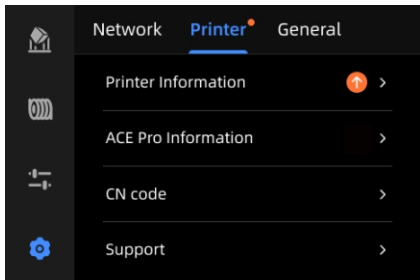 Network Printer General
Printer Information
ACE Pro Information
CN code
Support